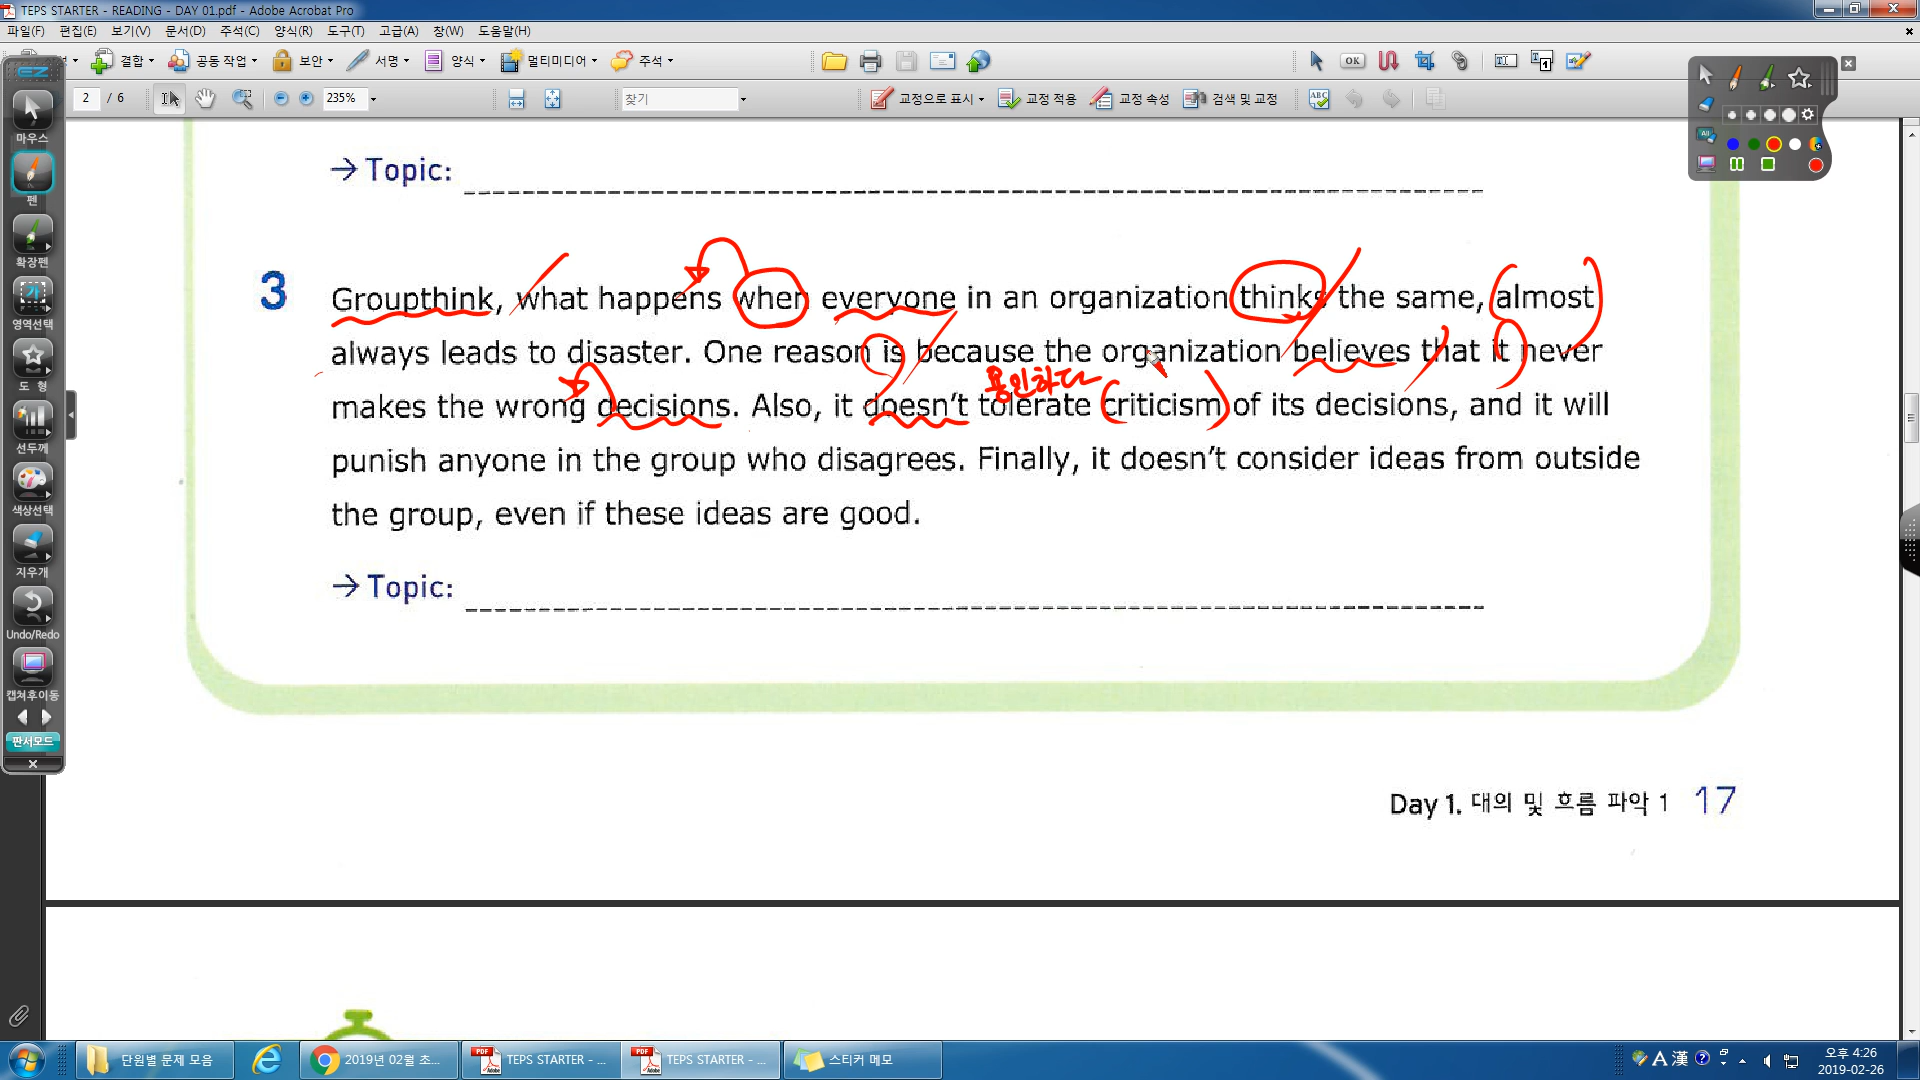 TEPS STARTER - READING - DAY 01.pdf - Adobe Acrobat Pro
파일(F) 편집(E) 보기(V) 문서(D) 주석(C) 양식(R) 도구(T) 고급(A) 창(W) 도움말(H)
결합 공동 작업 보안 서명 양식 멀티미디어 주석 OK
2 / 6 235% 찾기 교정으로 표시 교정 적용 교정 속성 검색 및 교정 ABC
EZ
마우스
펜
확장펜
영역선택
도 형
선두께
색상선택
지우개
Undo/Redo
캡쳐후이동
판서모드
→ Topic:
3 Groupthink, what happens when everyone in an organization thinks the same, almost
always leads to disaster. One reason is because the organization believes that it never
용인하다
makes the wrong decisions. Also, it doesn't tolerate criticism of its decisions, and it will
punish anyone in the group who disagrees. Finally, it doesn't consider ideas from outside
the group, even if these ideas are good.
→ Topic:
Day 1. 대의 및 흐름 파악 1 17
단원별 문제 모음 2019년 02월 초... TEPS STARTER - ... TEPS STARTER - ... 스티커 메모
A 漢 오후 4:26
2019-02-26